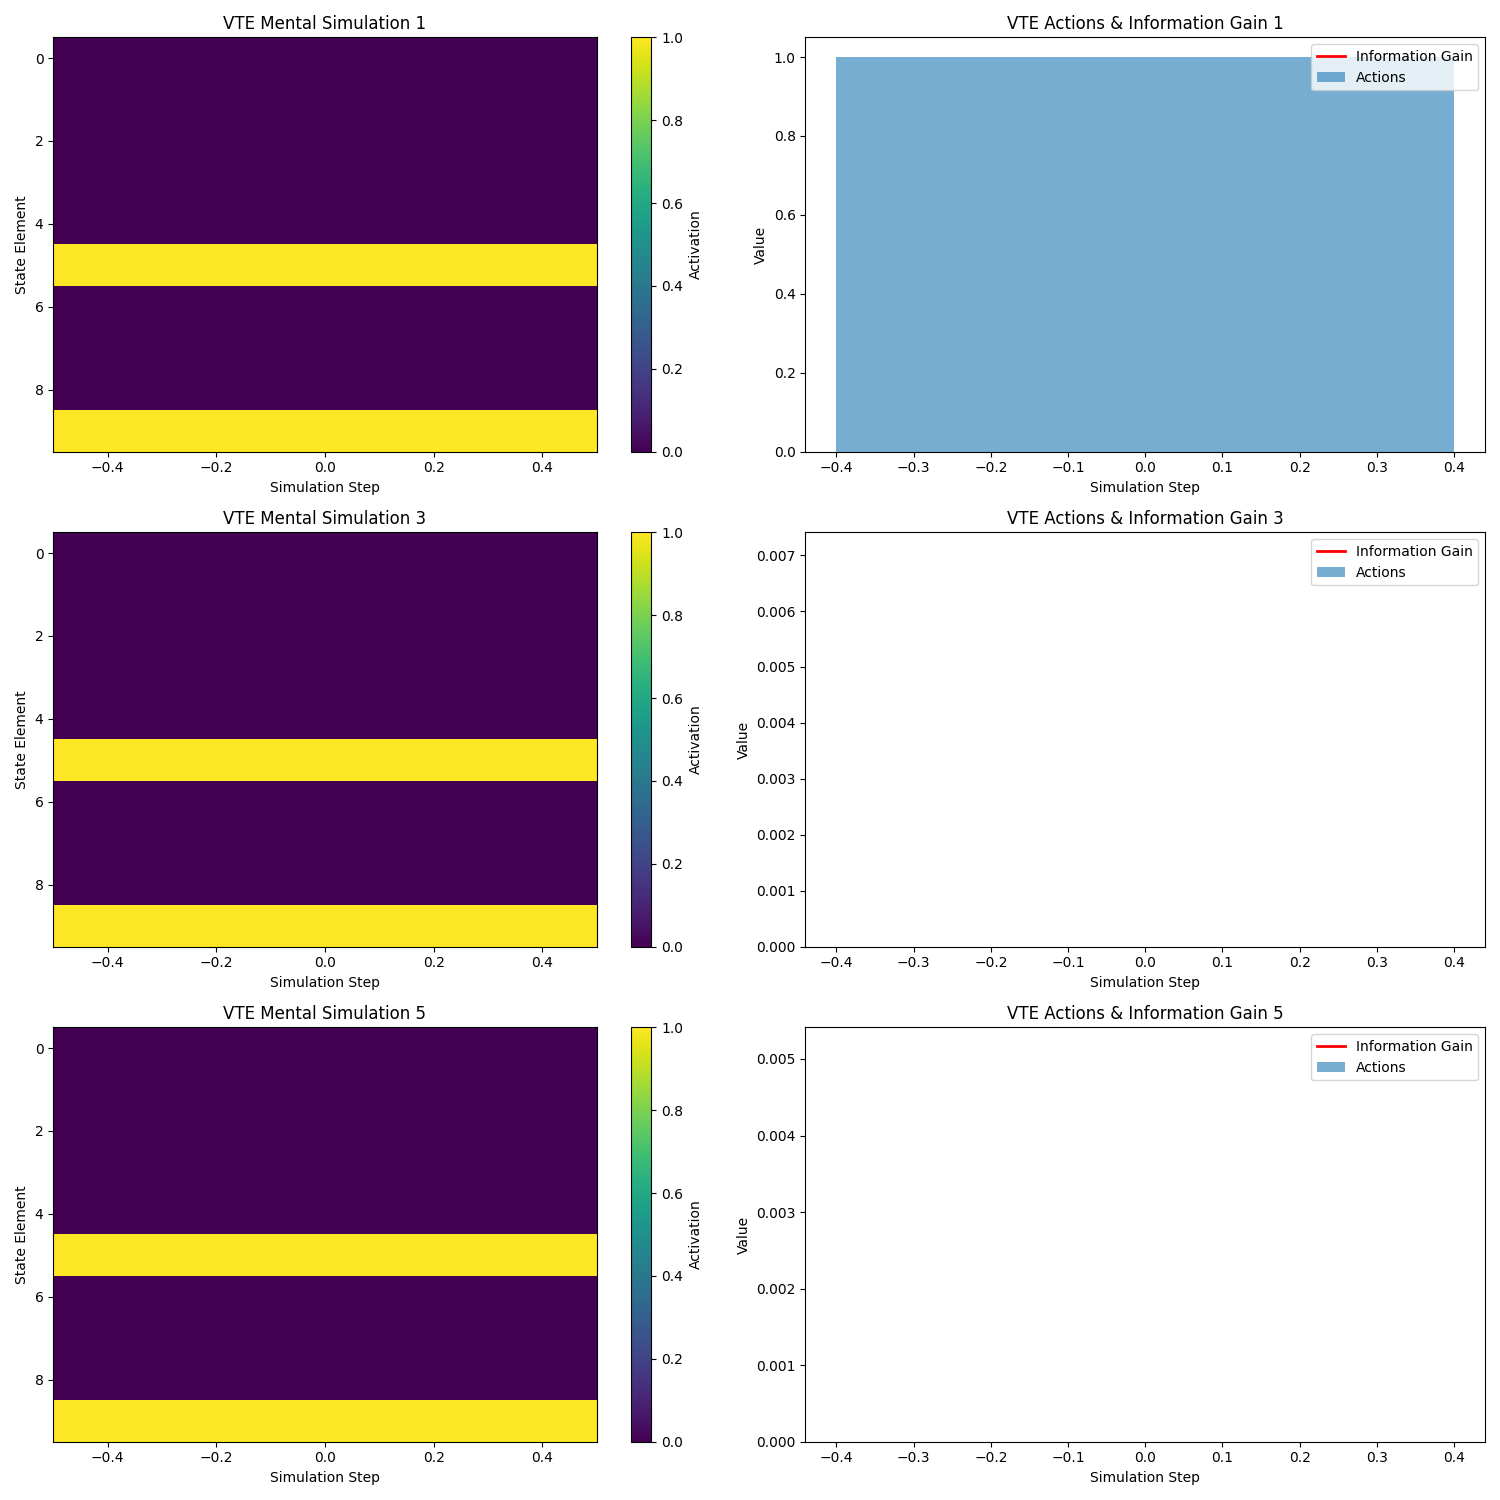 VTE Mental Simulation 1
0
2
4
6
8
State Element
−0.4 −0.2 0.0 0.2 0.4
Simulation Step
1.0
0.8
0.6
0.4
0.2
0.0
Activation
VTE Actions & Information Gain 1
Information Gain
Actions
1.0
0.8
0.6
0.4
0.2
0.0
Value
−0.4 −0.3 −0.2 −0.1 0.0 0.1 0.2 0.3 0.4
Simulation Step
VTE Mental Simulation 3
0
2
4
6
8
State Element
−0.4 −0.2 0.0 0.2 0.4
Simulation Step
1.0
0.8
0.6
0.4
0.2
0.0
Activation
VTE Actions & Information Gain 3
Information Gain
Actions
0.007
0.006
0.005
0.004
0.003
0.002
0.001
0.000
Value
−0.4 −0.3 −0.2 −0.1 0.0 0.1 0.2 0.3 0.4
Simulation Step
VTE Mental Simulation 5
0
2
4
6
8
State Element
−0.4 −0.2 0.0 0.2 0.4
Simulation Step
1.0
0.8
0.6
0.4
0.2
0.0
Activation
VTE Actions & Information Gain 5
Information Gain
Actions
0.005
0.004
0.003
0.002
0.001
0.000
Value
−0.4 −0.3 −0.2 −0.1 0.0 0.1 0.2 0.3 0.4
Simulation Step